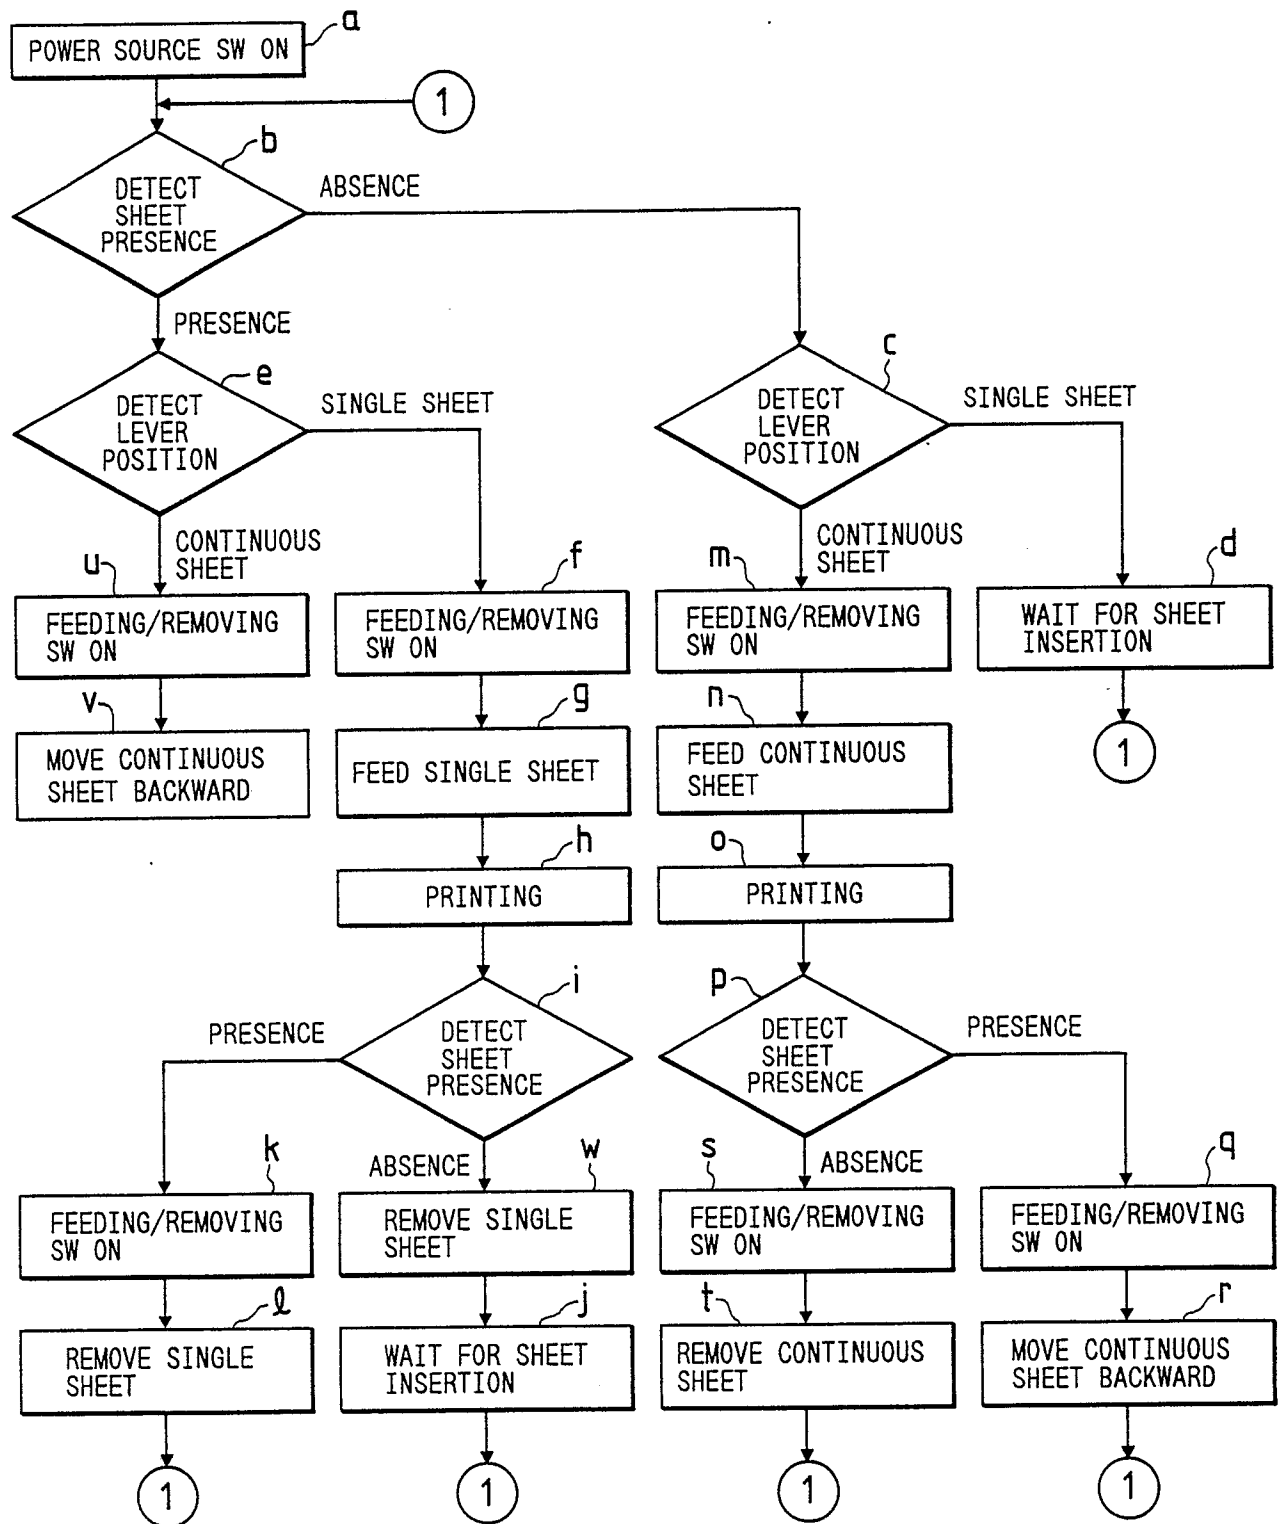 a
POWER SOURCE SW ON
1
b
DETECT
SHEET
PRESENCE
ABSENCE
PRESENCE
e
DETECT
LEVER
POSITION
SINGLE SHEET
c
DETECT
LEVER
POSITION
SINGLE SHEET
CONTINUOUS
SHEET
CONTINUOUS
SHEET
u
FEEDING/REMOVING
SW ON
f
FEEDING/REMOVING
SW ON
m
FEEDING/REMOVING
SW ON
d
WAIT FOR SHEET
INSERTION
v
MOVE CONTINUOUS
SHEET BACKWARD
g
FEED SINGLE SHEET
n
FEED CONTINUOUS
SHEET
1
h
PRINTING
o
PRINTING
i
DETECT
SHEET
PRESENCE
PRESENCE
p
DETECT
SHEET
PRESENCE
PRESENCE
ABSENCE
ABSENCE
k
FEEDING/REMOVING
SW ON
w
REMOVE SINGLE
SHEET
s
FEEDING/REMOVING
SW ON
q
FEEDING/REMOVING
SW ON
l
REMOVE SINGLE
SHEET
j
WAIT FOR SHEET
INSERTION
t
REMOVE CONTINUOUS
SHEET
r
MOVE CONTINUOUS
SHEET BACKWARD
1
1
1
1